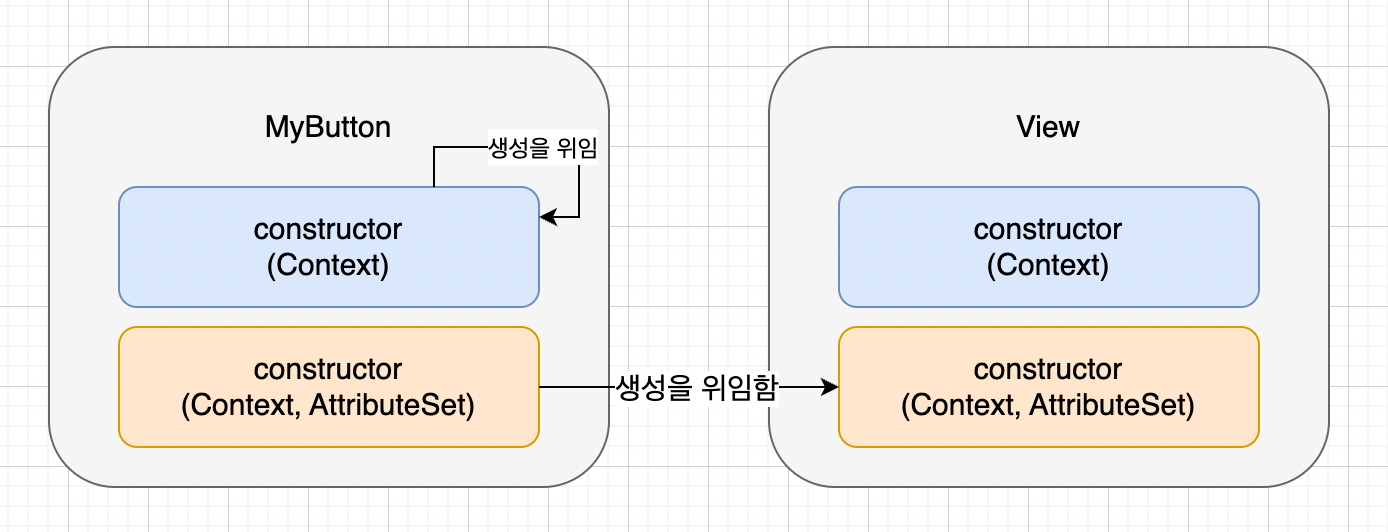 MyButton
생성을 위임
constructor
(Context)
constructor
(Context, AttributeSet)
생성을 위임함
View
constructor
(Context)
constructor
(Context, AttributeSet)